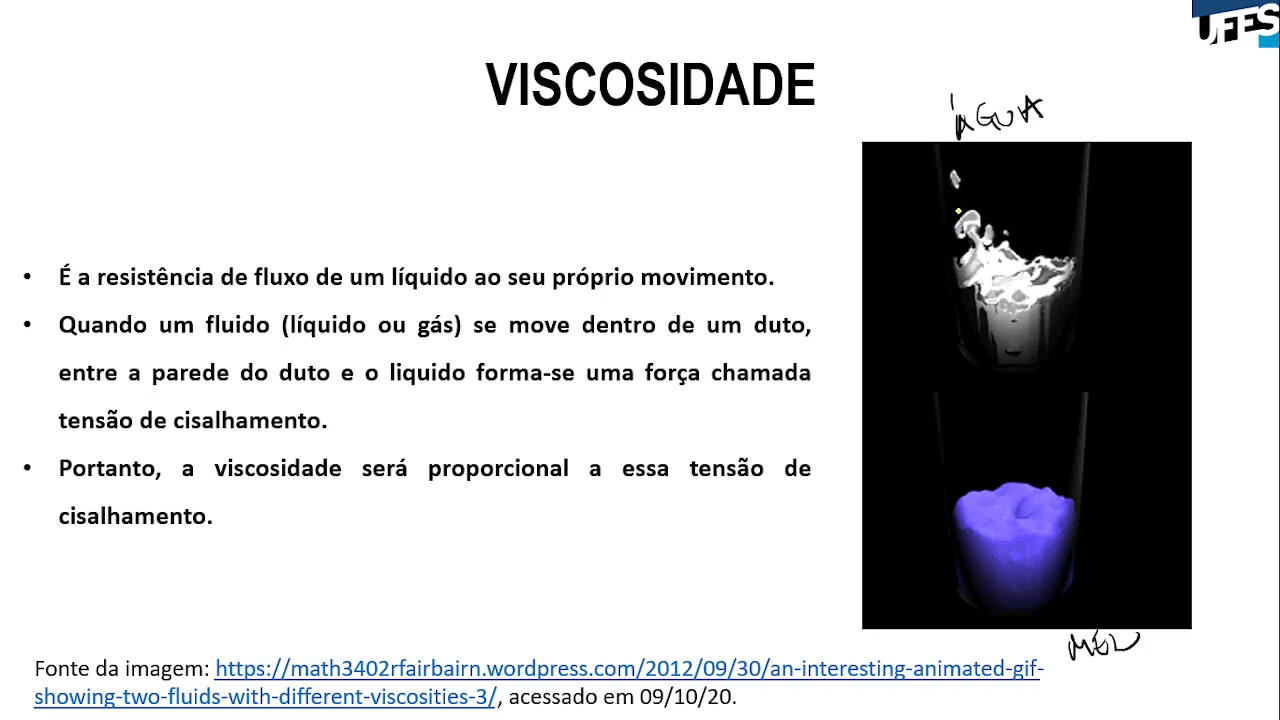 UFES
VISCOSIDADE
ÁGUA
• É a resistência de fluxo de um líquido ao seu próprio movimento.
• Quando um fluido (líquido ou gás) se move dentro de um duto,
entre a parede do duto e o liquido forma-se uma força chamada
tensão de cisalhamento.
• Portanto, a viscosidade será proporcional a essa tensão de
cisalhamento.
MEL
Fonte da imagem: https://math3402rfairbairn.wordpress.com/2012/09/30/an-interesting-animated-gif-
showing-two-fluids-with-different-viscosities-3/, acessado em 09/10/20.